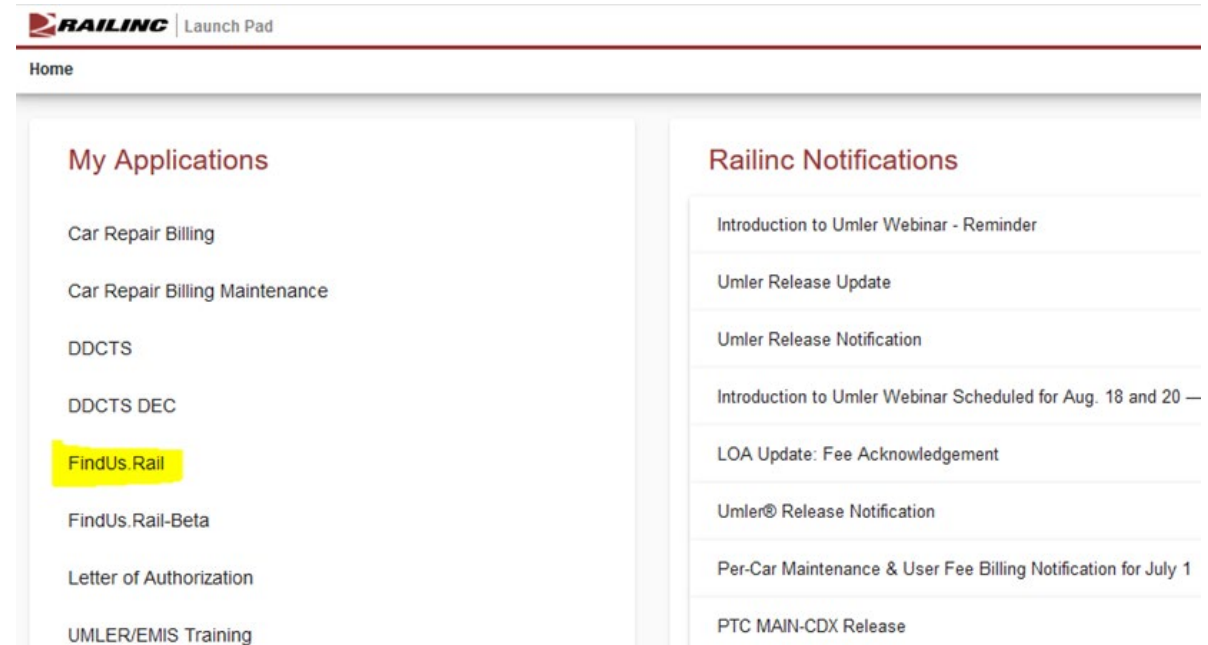 RAILINC Launch Pad
Home
My Applications
Car Repair Billing
Car Repair Billing Maintenance
DDCTS
DDCTS DEC
FindUs.Rail
FindUs.Rail-Beta
Letter of Authorization
UMLER/EMIS Training
Railinc Notifications
Introduction to Umler Webinar - Reminder
Umler Release Update
Umler Release Notification
Introduction to Umler Webinar Scheduled for Aug. 18 and 20 —
LOA Update: Fee Acknowledgement
Umler® Release Notification
Per-Car Maintenance & User Fee Billing Notification for July 1
PTC MAIN-CDX Release